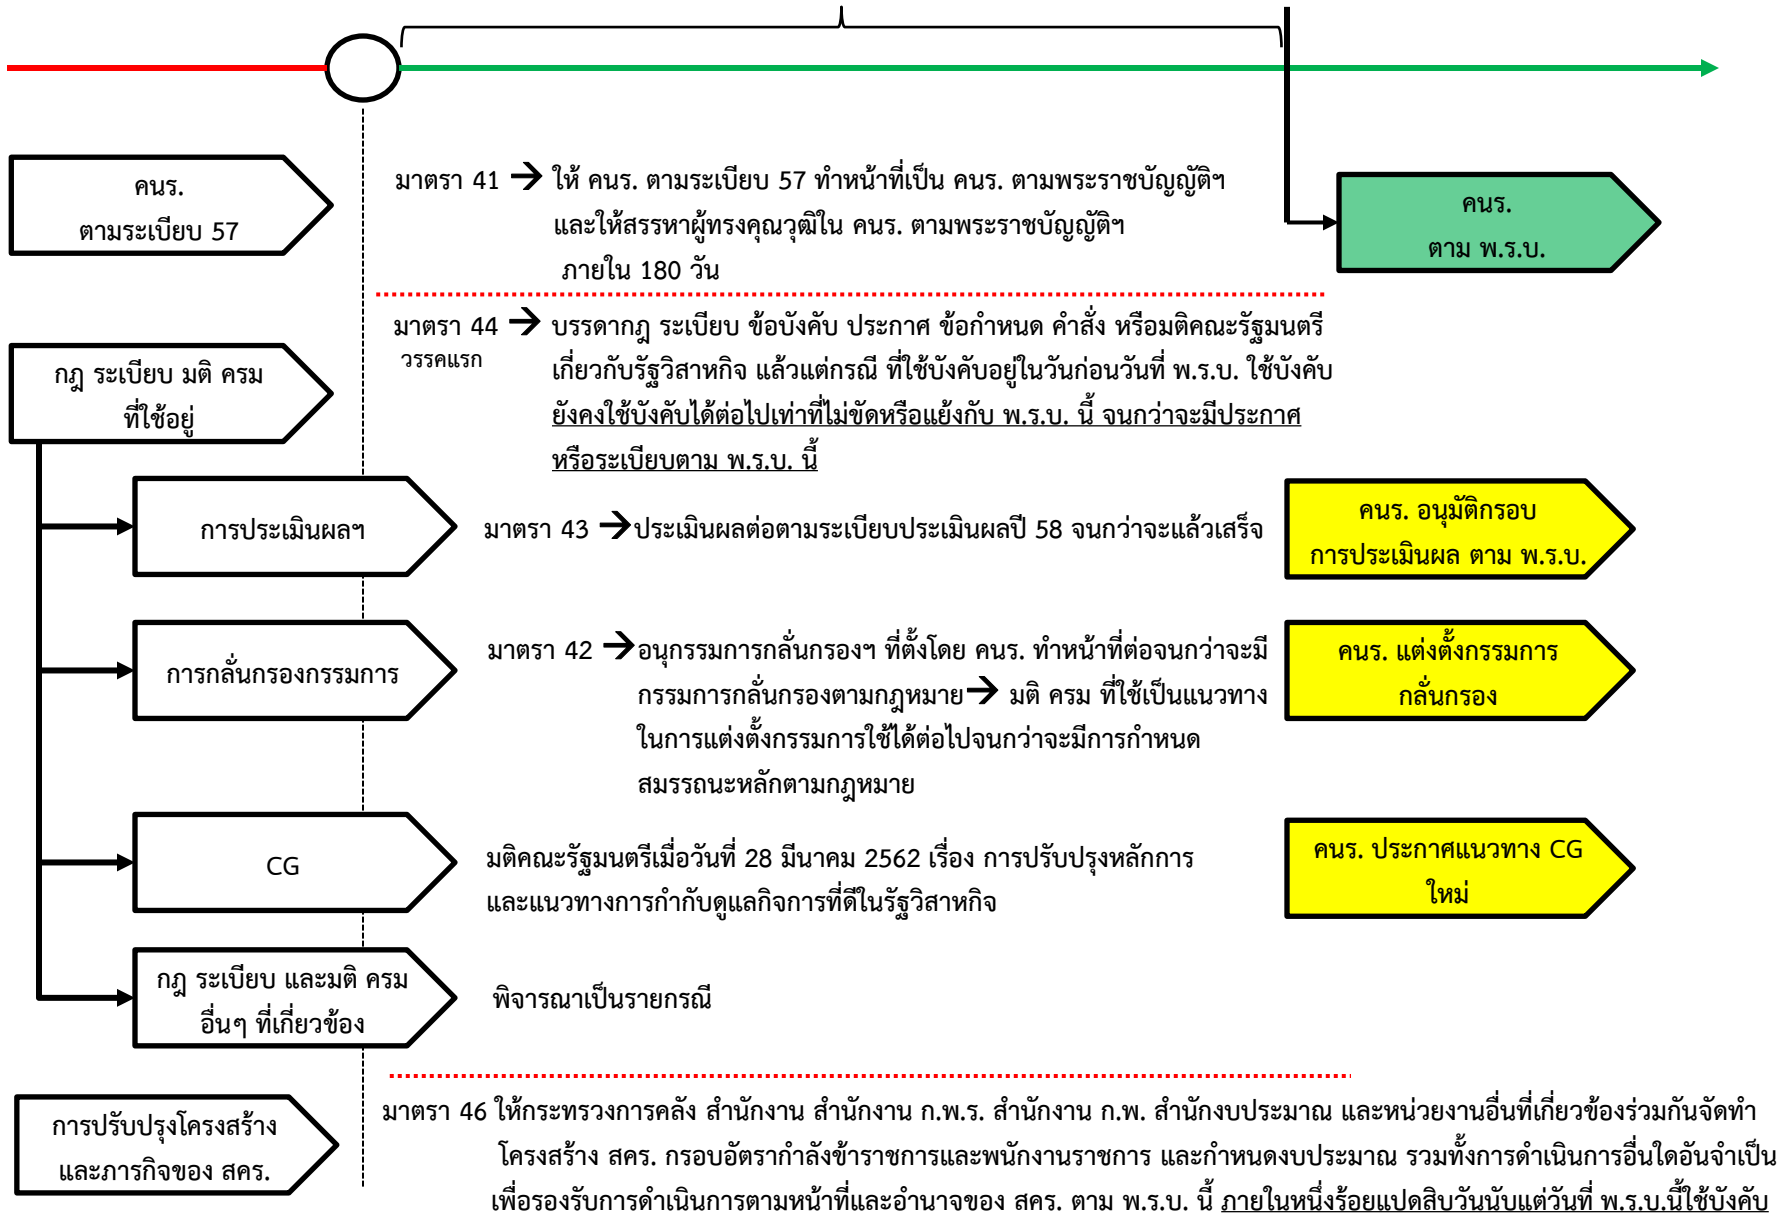 คนร.
ตามระเบียบ 57
มาตรา 41 → ให้ คนร. ตามระเบียบ 57 ทำหน้าที่เป็น คนร. ตามพระราชบัญญัติฯ
และให้สรรหาผู้ทรงคุณวุฒิใน คนร. ตามพระราชบัญญัติฯ
ภายใน 180 วัน
คนร.
ตาม พ.ร.บ.
กฎ ระเบียบ มติ ครม
ที่ใช้อยู่
มาตรา 44 → บรรดากฎ ระเบียบ ข้อบังคับ ประกาศ ข้อกำหนด คำสั่ง หรือมติคณะรัฐมนตรี
วรรคแรก
เกี่ยวกับรัฐวิสาหกิจ แล้วแต่กรณี ที่ใช้บังคับอยู่ในวันก่อนวันที่ พ.ร.บ. ใช้บังคับ
ยังคงใช้บังคับได้ต่อไปเท่าที่ไม่ขัดหรือแย้งกับ พ.ร.บ. นี้ จนกว่าจะมีประกาศ
หรือระเบียบตาม พ.ร.บ. นี้
การประเมินผลฯ
มาตรา 43 → ประเมินผลต่อตามระเบียบประเมินผลปี 58 จนกว่าจะแล้วเสร็จ
คนร. อนุมัติกรอบ
การประเมินผล ตาม พ.ร.บ.
การกลั่นกรองกรรมการ
มาตรา 42 → อนุกรรมการกลั่นกรองฯ ที่ตั้งโดย คนร. ทำหน้าที่ต่อจนกว่าจะมี
กรรมการกลั่นกรองตามกฎหมาย → มติ ครม ที่ใช้เป็นแนวทาง
ในการแต่งตั้งกรรมการใช้ได้ต่อไปจนกว่าจะมีการกำหนด
สมรรถนะหลักตามกฎหมาย
คนร. แต่งตั้งกรรมการ
กลั่นกรอง
CG
มติคณะรัฐมนตรีเมื่อวันที่ 28 มีนาคม 2562 เรื่อง การปรับปรุงหลักการ
และแนวทางการกำกับดูแลกิจการที่ดีในรัฐวิสาหกิจ
คนร. ประกาศแนวทาง CG
ใหม่
กฎ ระเบียบ และมติ ครม
อื่นๆ ที่เกี่ยวข้อง
พิจารณาเป็นรายกรณี
การปรับปรุงโครงสร้าง
และภารกิจของ สคร.
มาตรา 46 ให้กระทรวงการคลัง สำนักงาน สำนักงาน ก.พ.ร. สำนักงาน ก.พ. สำนักงบประมาณ และหน่วยงานอื่นที่เกี่ยวข้องร่วมกันจัดทำ
โครงสร้าง สคร. กรอบอัตรากำลังข้าราชการและพนักงานราชการ และกำหนดงบประมาณ รวมทั้งการดำเนินการอื่นใดอันจำเป็น
เพื่อรองรับการดำเนินการตามหน้าที่และอำนาจของ สคร. ตาม พ.ร.บ. นี้ ภายในหนึ่งร้อยแปดสิบวันนับแต่วันที่ พ.ร.บ.นี้ใช้บังคับ